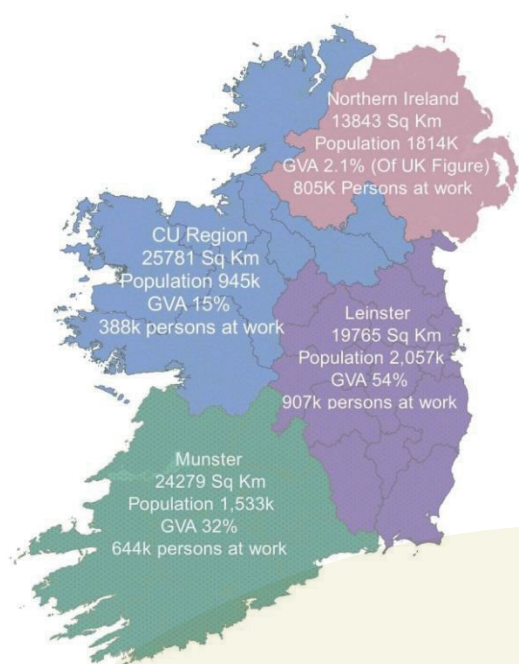 Northern Ireland
13843 Sq Km
Population 1814K
GVA 2.1% (Of UK Figure)
805K Persons at work
CU Region
25781 Sq Km
Population 945k
GVA 15%
388k persons at work
Leinster
19765 Sq Km
Population 2,057k
GVA 54%
907k persons at work
Munster
24279 Sq Km
Population 1,533k
GVA 32%
644k persons at work